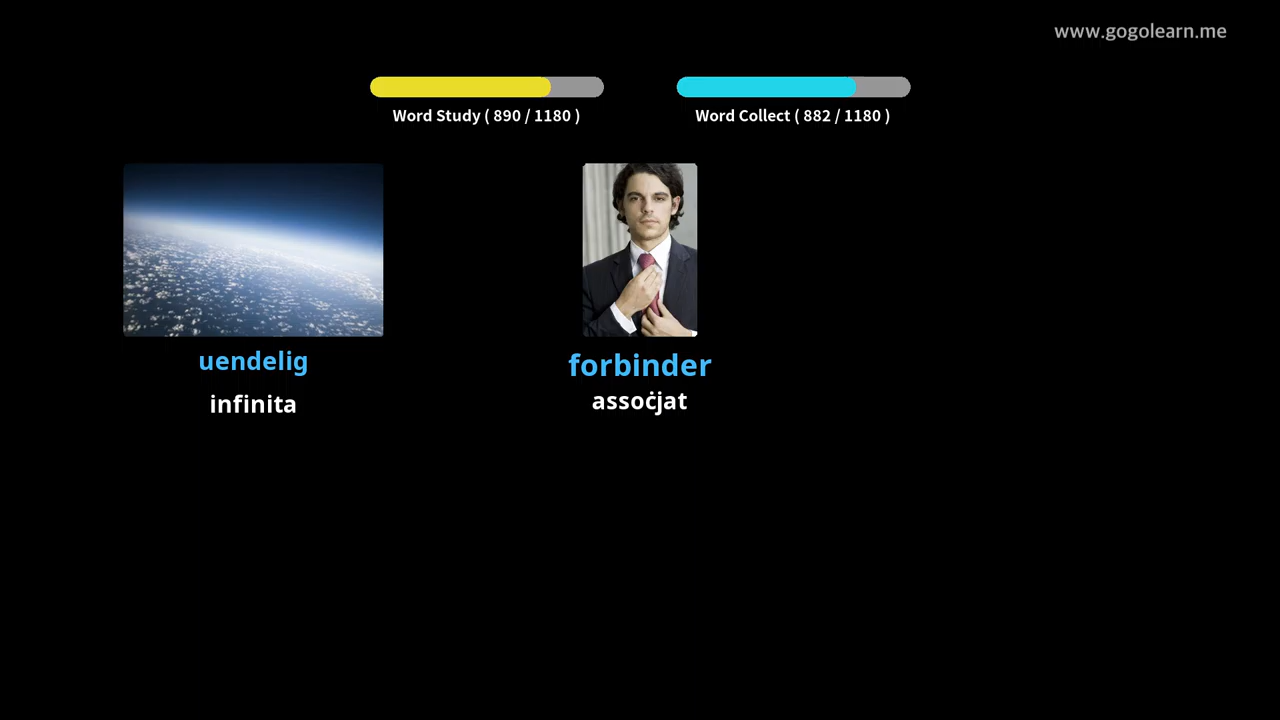 www.gogolearn.me
Word Study ( 890 / 1180 )
Word Collect ( 882 / 1180 )
uendelig
infinita
forbinder
assoċjat